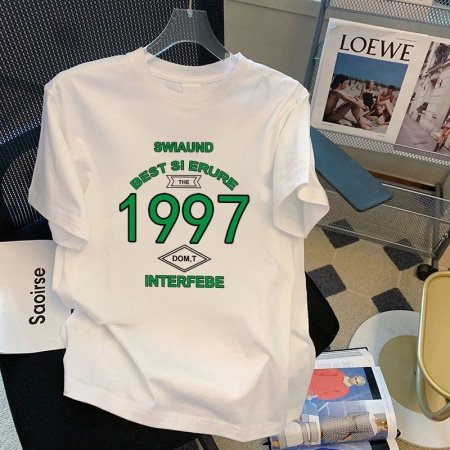 SWIAUND
BEST SI ERURE
THE
1997
DOM,T
INTERFEBE
LOEWE
Saoirse